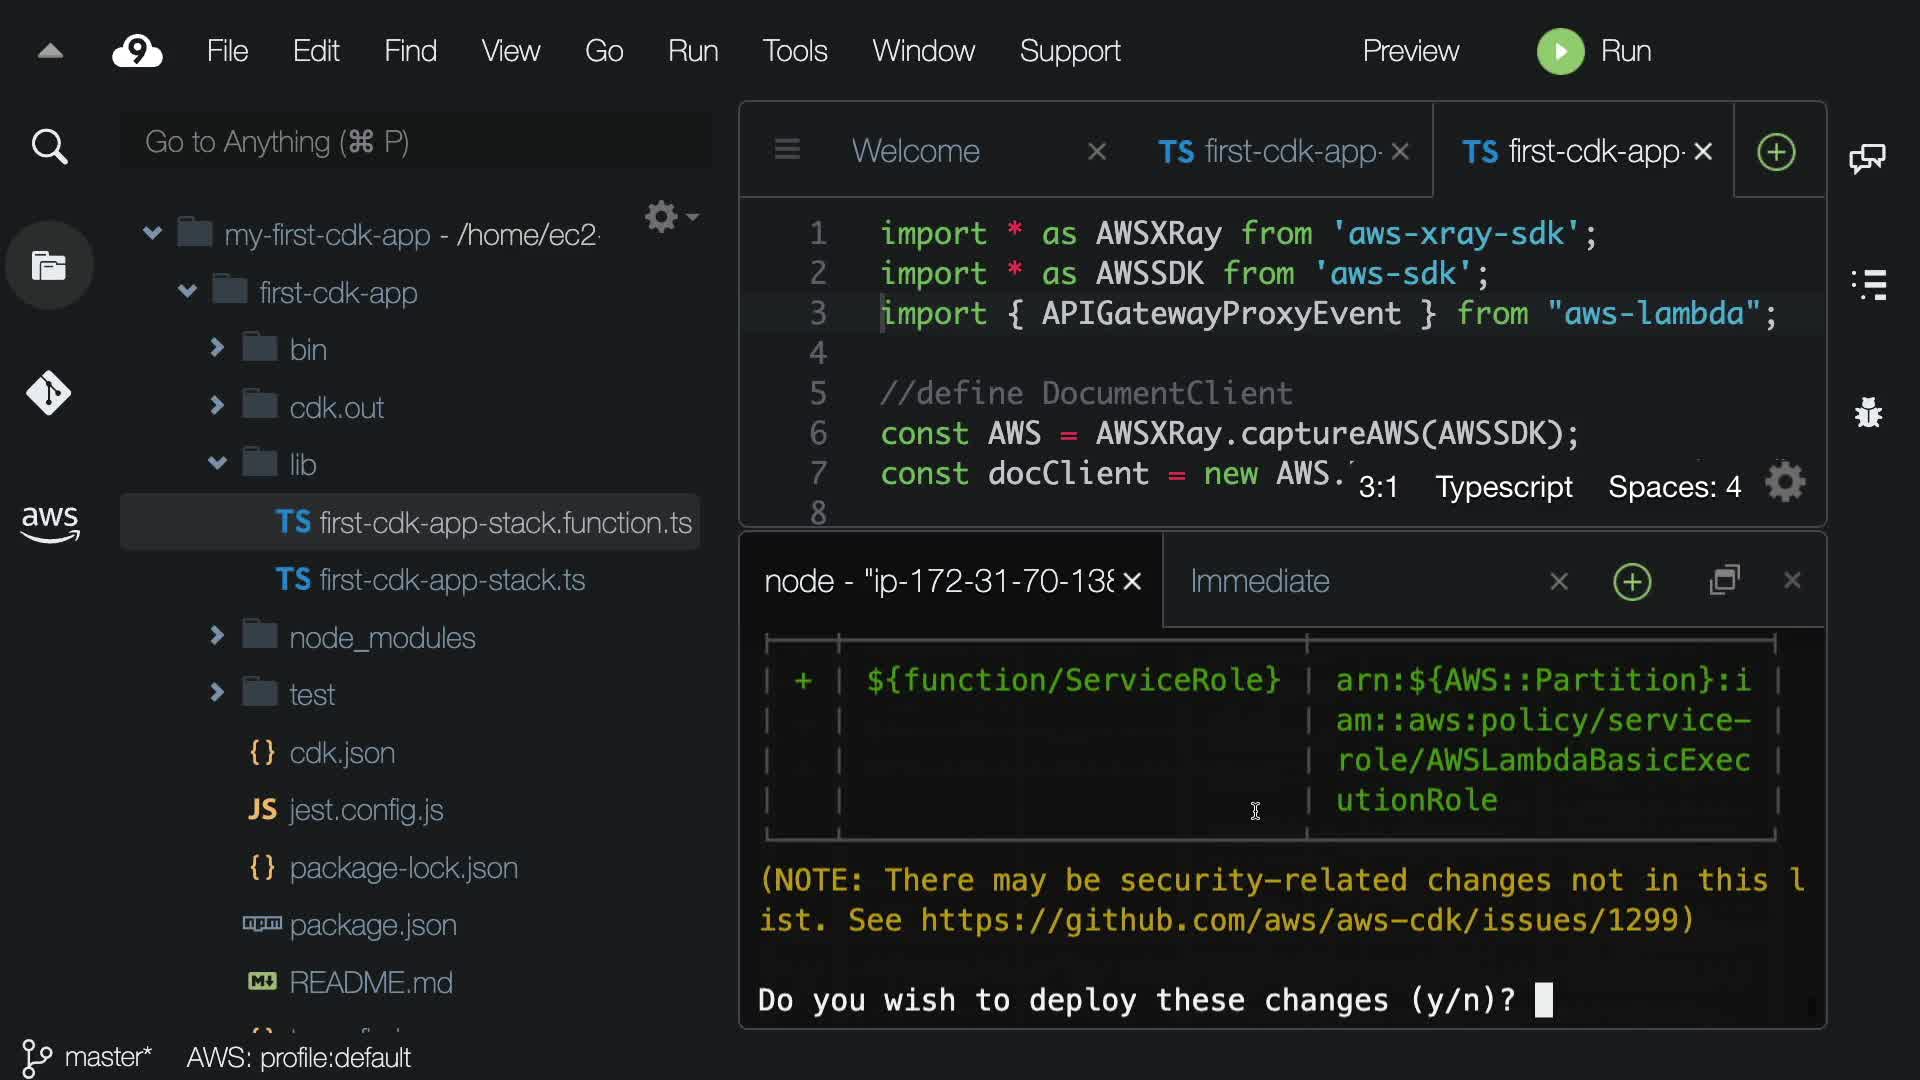 9 File Edit Find View Go Run Tools Window Support Preview Run
Go to Anything (⌘ P)
my-first-cdk-app - /home/ec2-
first-cdk-app
bin
cdk.out
lib
TS first-cdk-app-stack.function.ts
TS first-cdk-app-stack.ts
node_modules
test
{} cdk.json
JS jest.config.js
{} package-lock.json
package.json
M↓ README.md
aws
Welcome TS first-cdk-app- TS first-cdk-app-
1 import * as AWSXRay from 'aws-xray-sdk';
2 import * as AWSSDK from 'aws-sdk';
3 import { APIGatewayProxyEvent } from "aws-lambda";
4
5 //define DocumentClient
6 const AWS = AWSXRay.captureAWS(AWSSDK);
7 const docClient = new AWS.
8
3:1 Typescript Spaces: 4
node - "ip-172-31-70-138 Immediate
+ ${function/ServiceRole} arn:${AWS::Partition}:i
am::aws:policy/service-
role/AWSLambdaBasicExec
utionRole
(NOTE: There may be security-related changes not in this l
ist. See https://github.com/aws/aws-cdk/issues/1299)
Do you wish to deploy these changes (y/n)?
master* AWS: profile:default